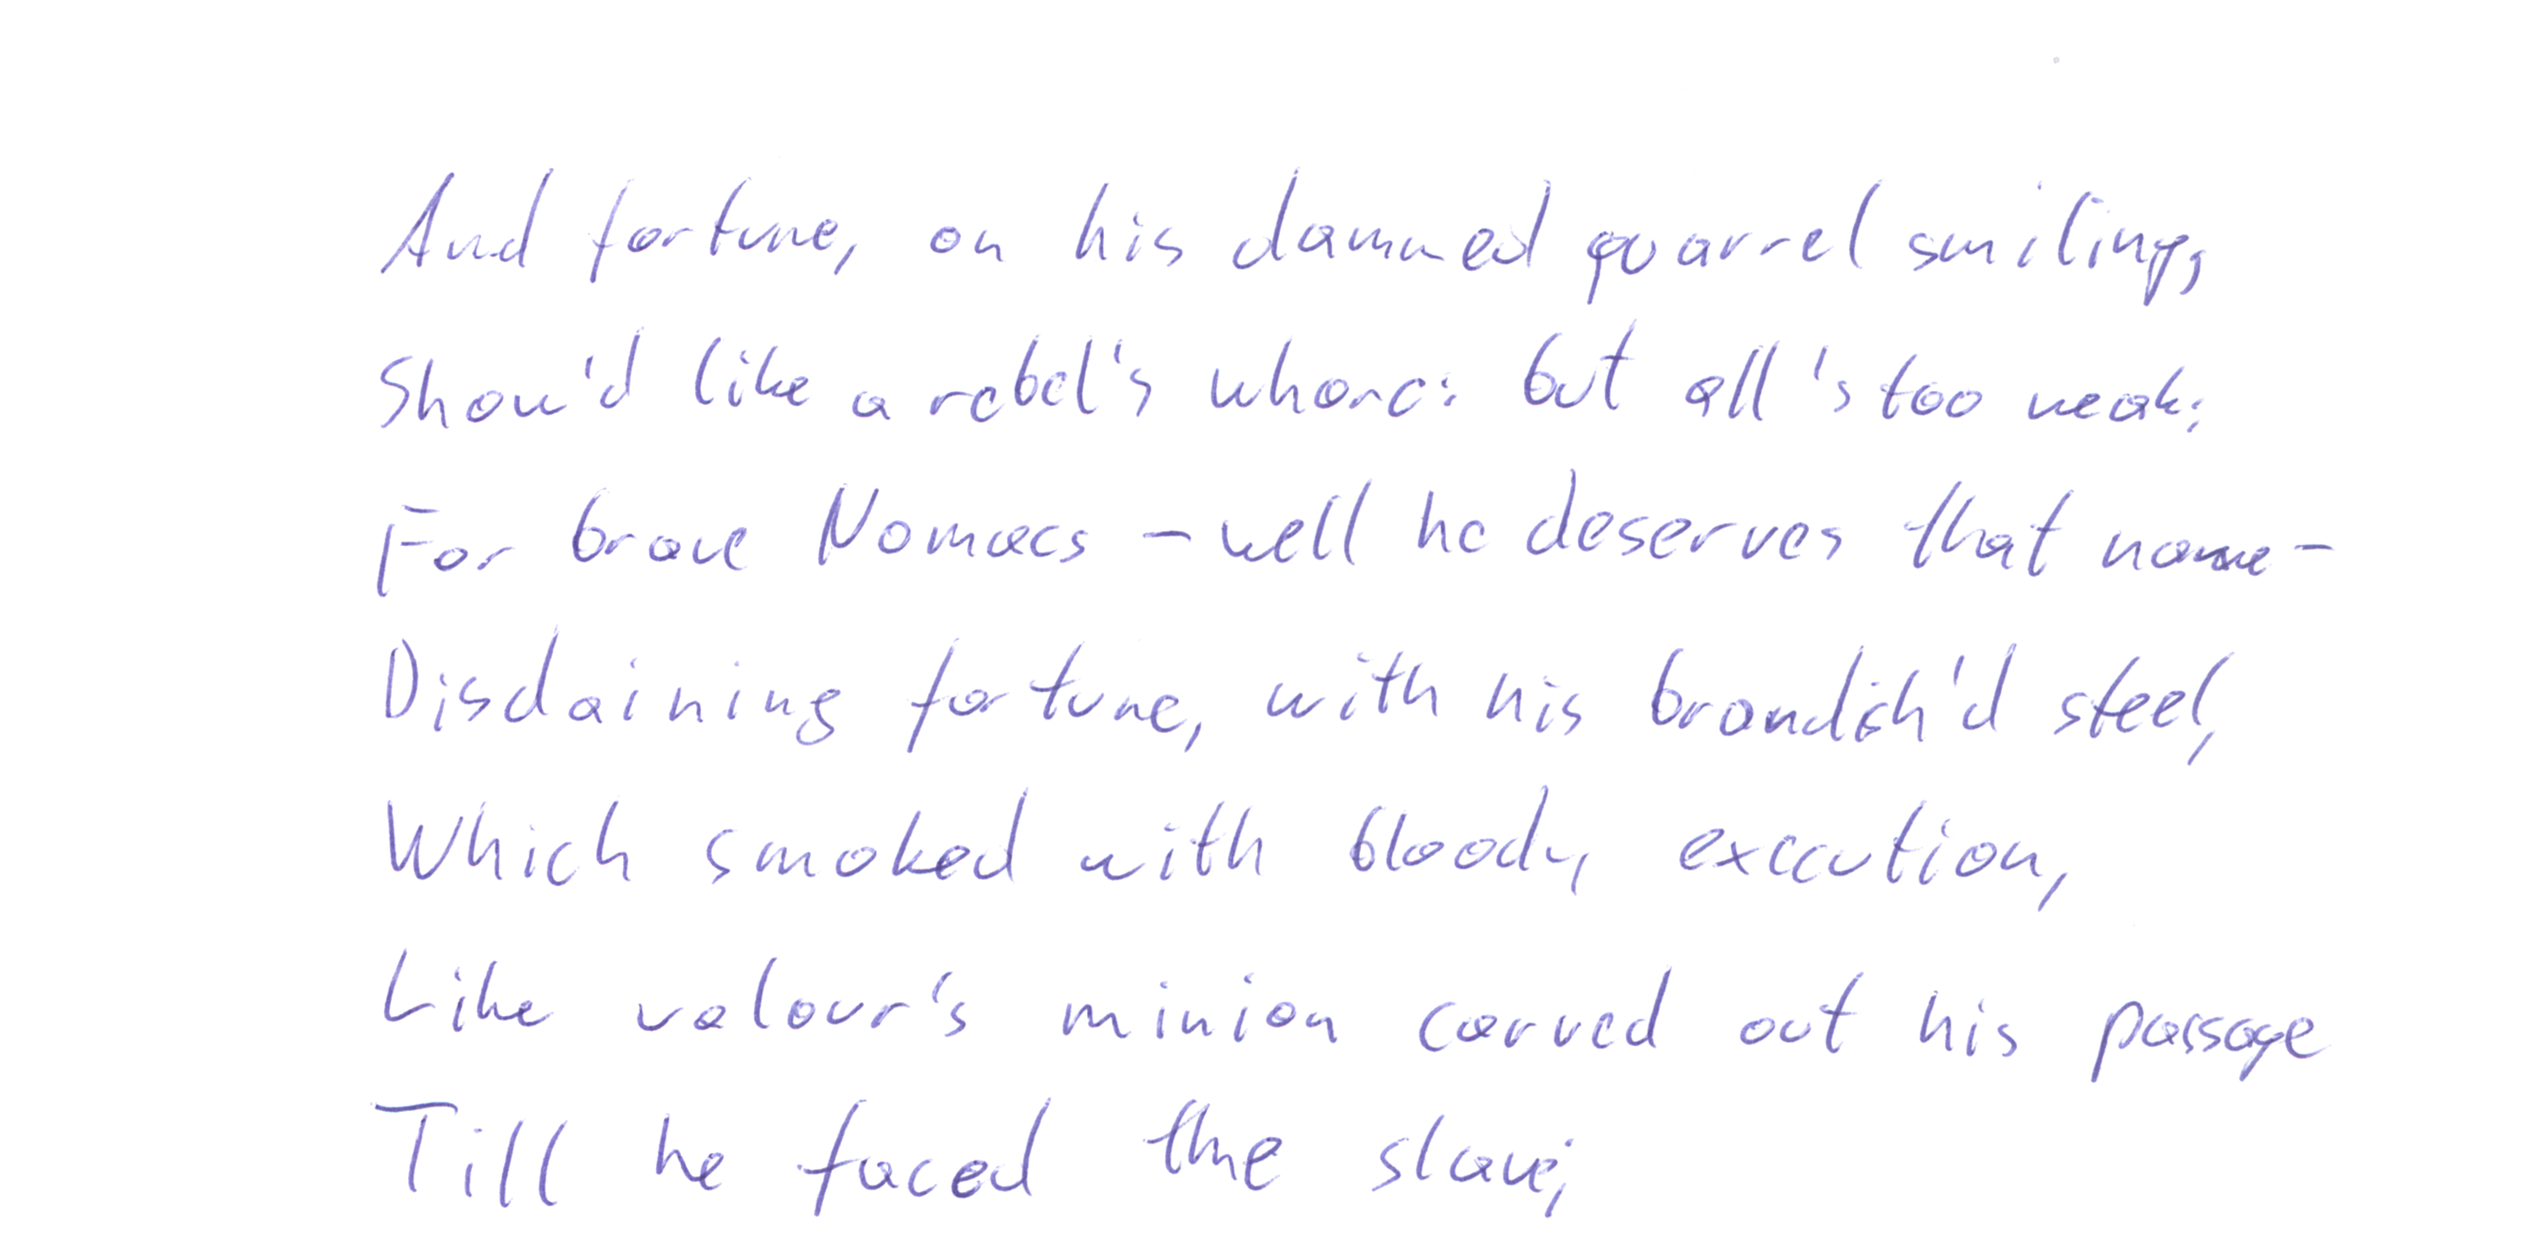 And fortune, on his damned quarrel smiling,
Show'd like a rebel's whore: but all's too weak:
For brave Nomacs - well he deserves that name -
Disdaining fortune, with his brandish'd steel,
Which smoked with bloody execution,
Like valour's minion carved out his passage
Till he faced the slave;